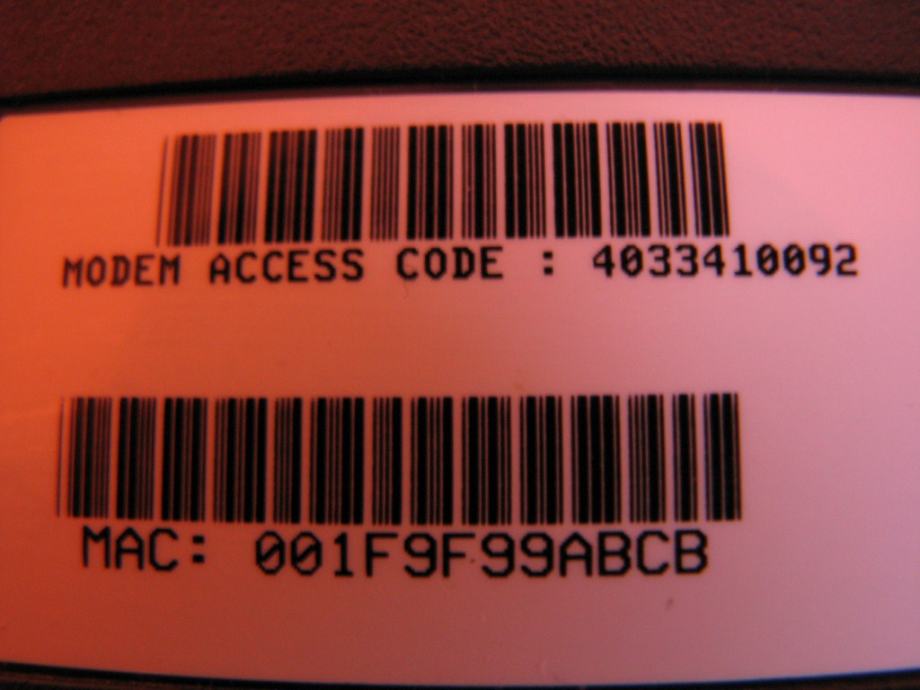 MODEM ACCESS CODE : 4033410092
MAC: 001F9F99ABCB